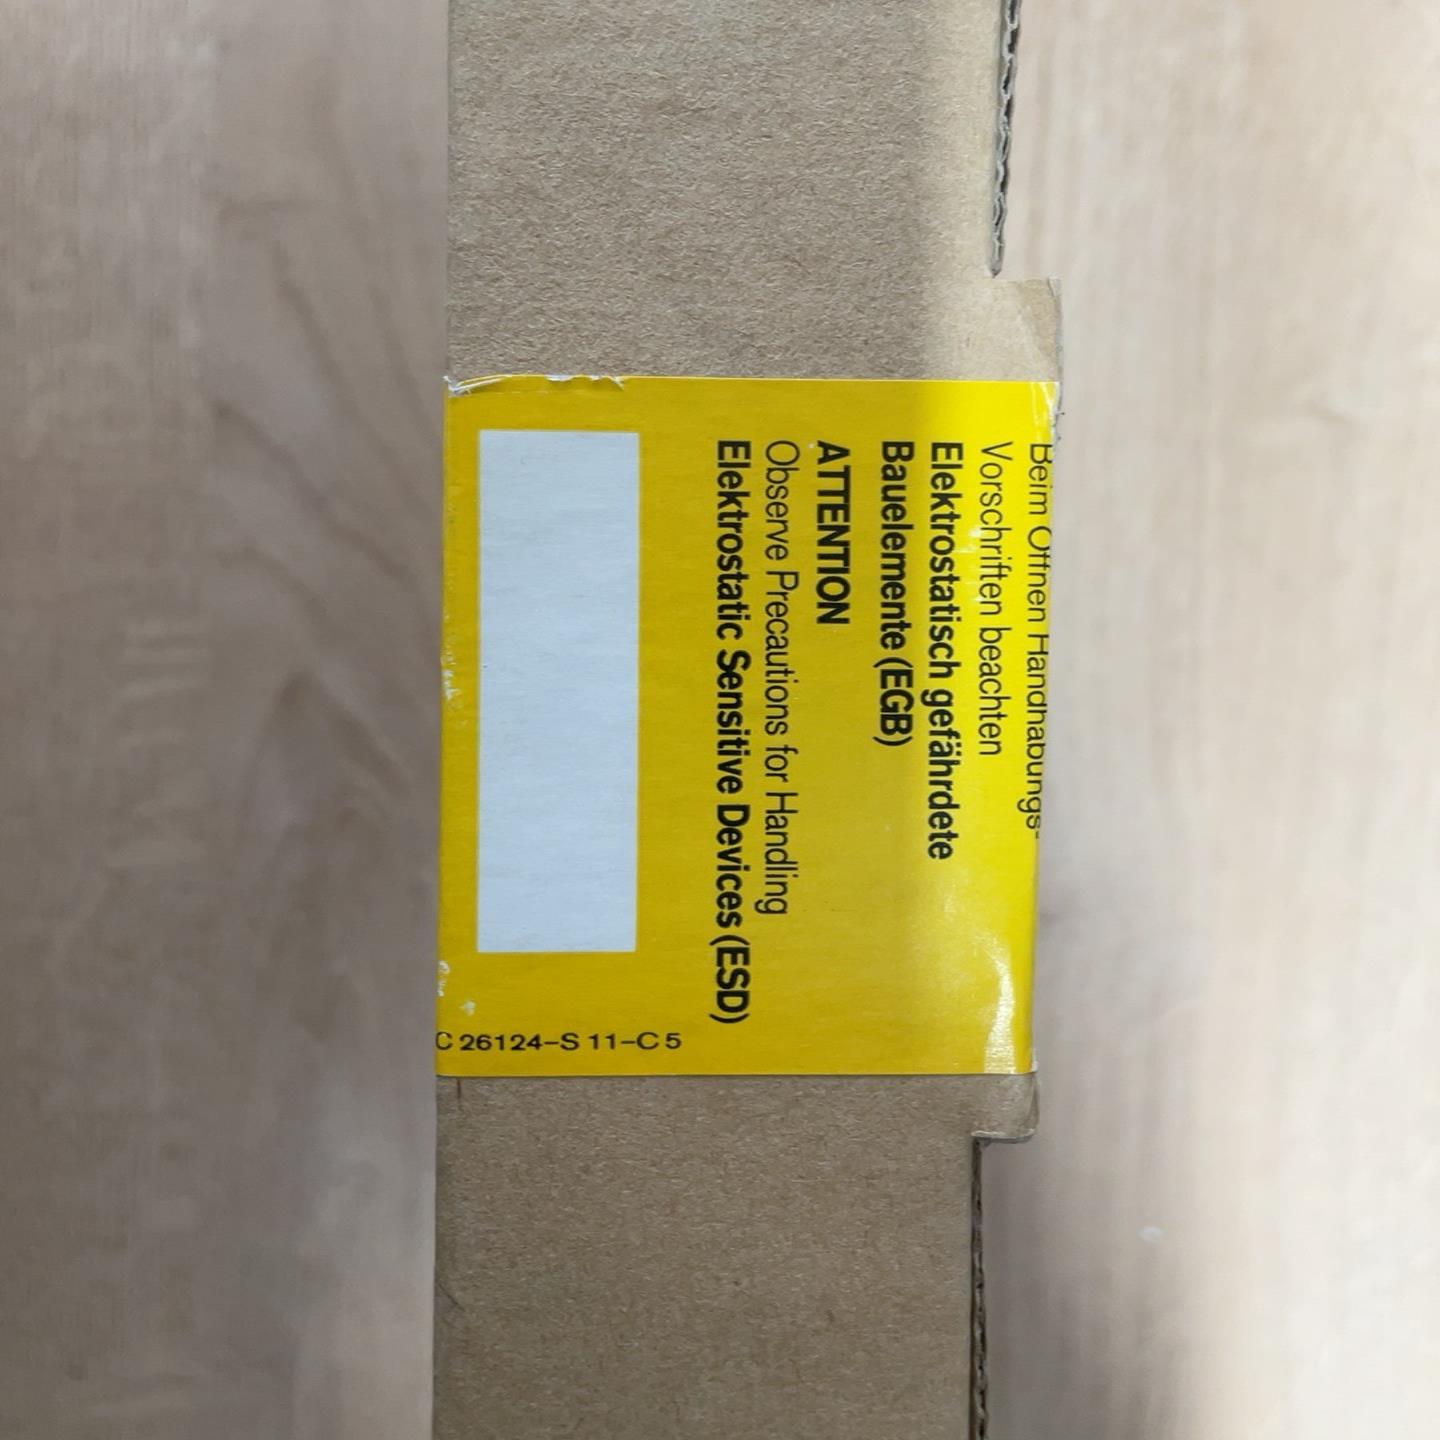 Beim Öffnen Handhabungs-
Vorschriften beachten
Elektrostatisch gefährdete
Bauelemente (EGB)
ATTENTION
Observe Precautions for Handling
Elektrostatic Sensitive Devices (ESD)
C 26124-S 11-C 5